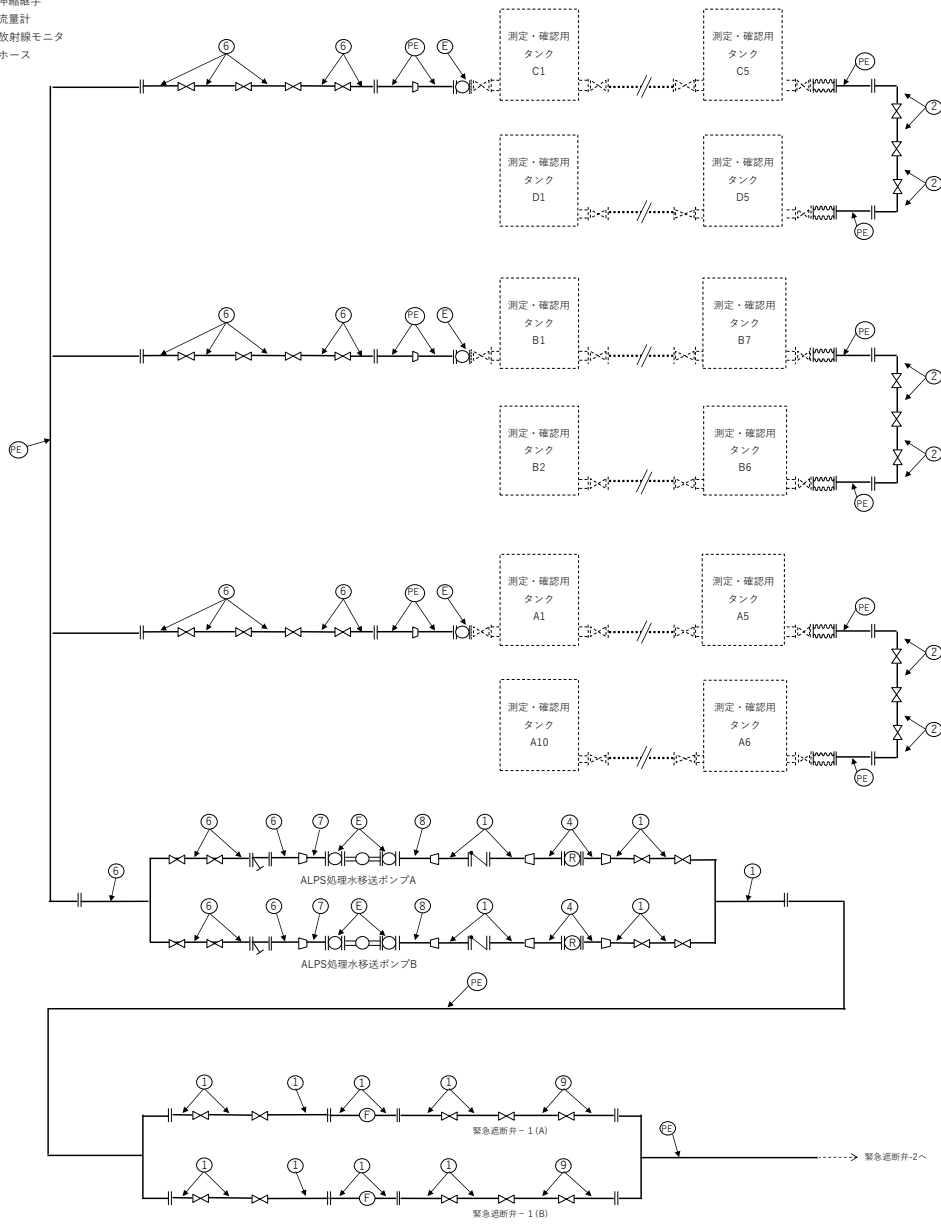 伸縮継手
流量計
放射線モニタ
ホース
6 6 PE E
測定・確認用
タンク
C1
測定・確認用
タンク
C5
PE
2
測定・確認用
タンク
D1
測定・確認用
タンク
D5
2
PE
6 6 PE E
測定・確認用
タンク
B1
測定・確認用
タンク
B7
PE
2
PE
測定・確認用
タンク
B2
測定・確認用
タンク
B6
2
PE
6 6 PE E
測定・確認用
タンク
A1
測定・確認用
タンク
A5
PE
2
測定・確認用
タンク
A10
測定・確認用
タンク
A6
2
PE
6 6 7 E 8 1 4 1
R
ALPS処理水移送ポンプA
6 1
6 6 7 E 8 1 4 1
R
ALPS処理水移送ポンプB
PE
1 1 1 1 9
F
緊急遮断弁－1 (A)
PE
緊急遮断弁-2へ
1 1 1 1 9
F
緊急遮断弁－1 (B)